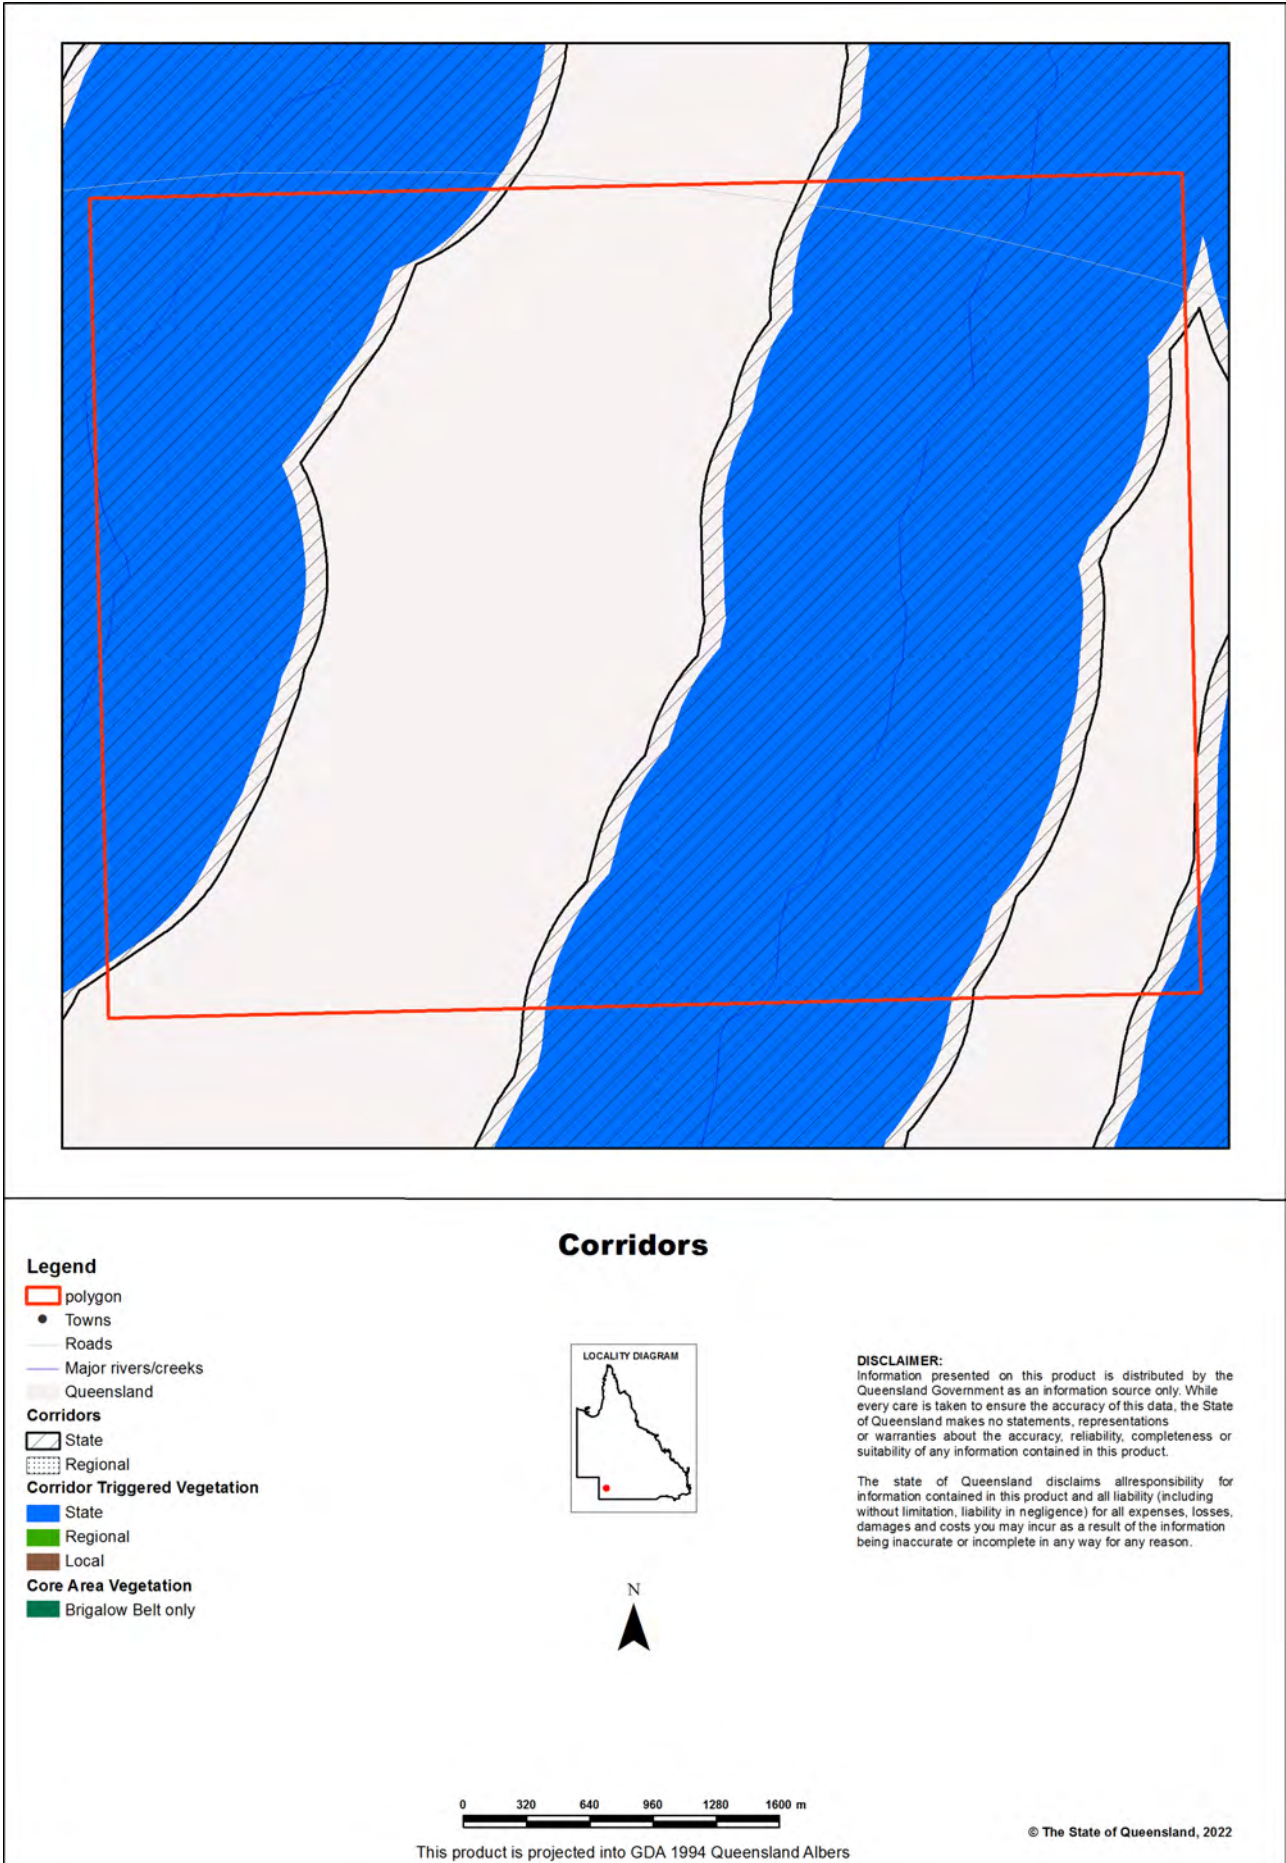 Corridors
Legend
polygon
Towns
Roads
Major rivers/creeks
Queensland
Corridors
State
Regional
Corridor Triggered Vegetation
State
Regional
Local
Core Area Vegetation
Brigalow Belt only
LOCALITY DIAGRAM
DISCLAIMER:
Information presented on this product is distributed by the
Queensland Government as an information source only. While
every care is taken to ensure the accuracy of this data, the State
of Queensland makes no statements, representations
or warranties about the accuracy, reliability, completeness or
suitability of any information contained in this product.
The state of Queensland disclaims allresponsibility for
information contained in this product and all liability (including
without limitation, liability in negligence) for all expenses, losses,
damages and costs you may incur as a result of the information
being inaccurate or incomplete in any way for any reason.
N
0 320 640 960 1280 1600 m
This product is projected into GDA 1994 Queensland Albers
© The State of Queensland, 2022